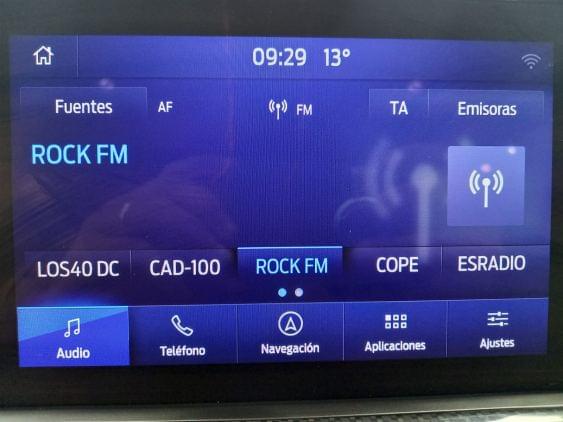 09:29 13°
Fuentes AF FM TA Emisoras
ROCK FM
LOS40 DC CAD-100 ROCK FM COPE ESRADIO
Audio Teléfono Navegación Aplicaciones Ajustes